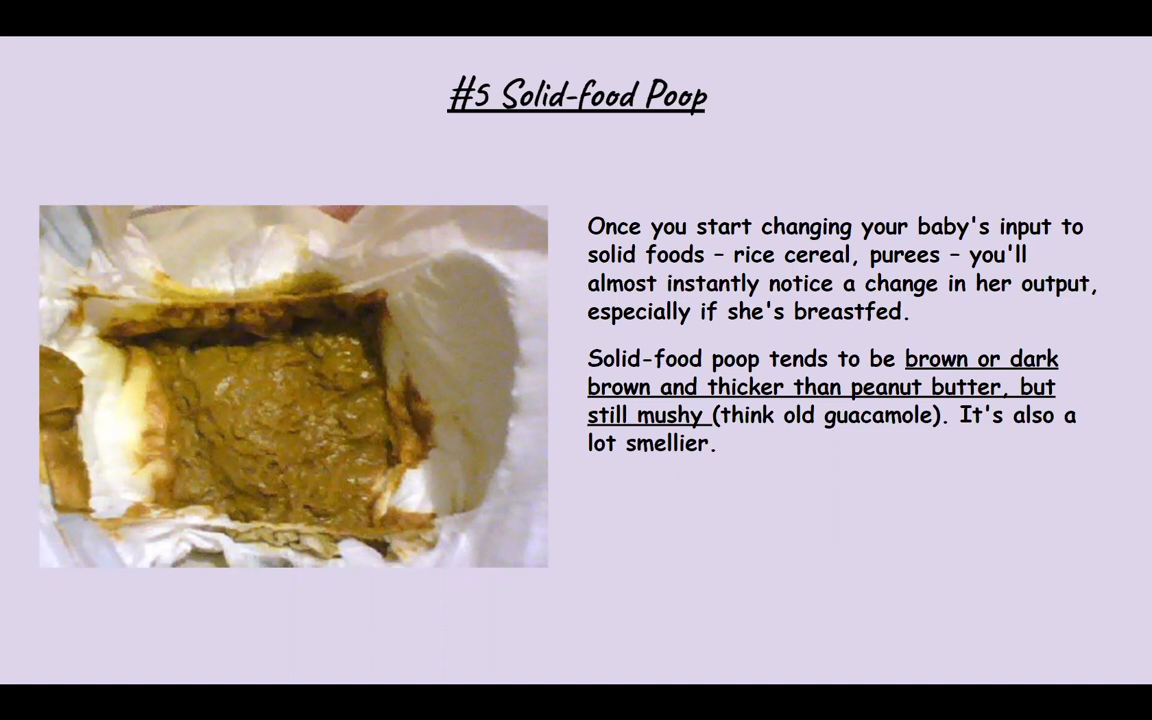 #5 Solid-food Poop
Once you start changing your baby's input to
solid foods – rice cereal, purees – you'll
almost instantly notice a change in her output,
especially if she's breastfed.
Solid-food poop tends to be brown or dark
brown and thicker than peanut butter, but
still mushy (think old guacamole). It's also a
lot smellier.